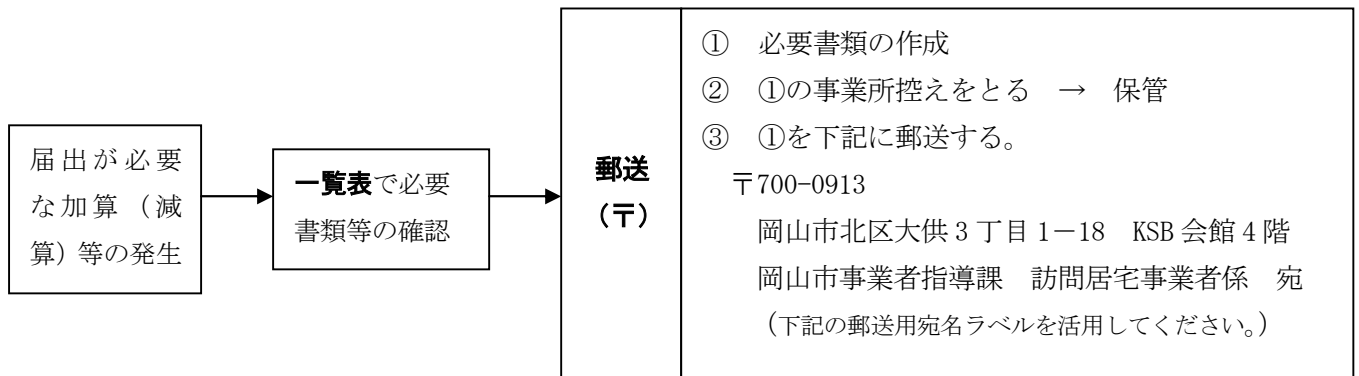 届出が必要
な加算（減
算）等の発生
一覧表で必要
書類等の確認
郵送
（〒）
① 必要書類の作成
② ①の事業所控えをとる → 保管
③ ①を下記に郵送する。
〒700-0913
岡山市北区大供3丁目1－18 KSB会館4階
岡山市事業者指導課 訪問居宅事業者係 宛
（下記の郵送用宛名ラベルを活用してください。）